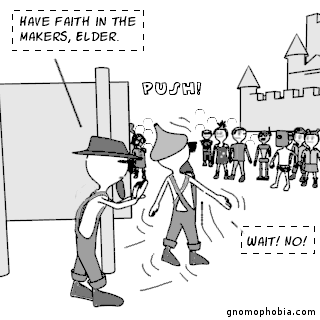 HAVE FAITH IN THE
MAKERS, ELDER.
PUSH!
WAIT! NO!
gnomophobia.com